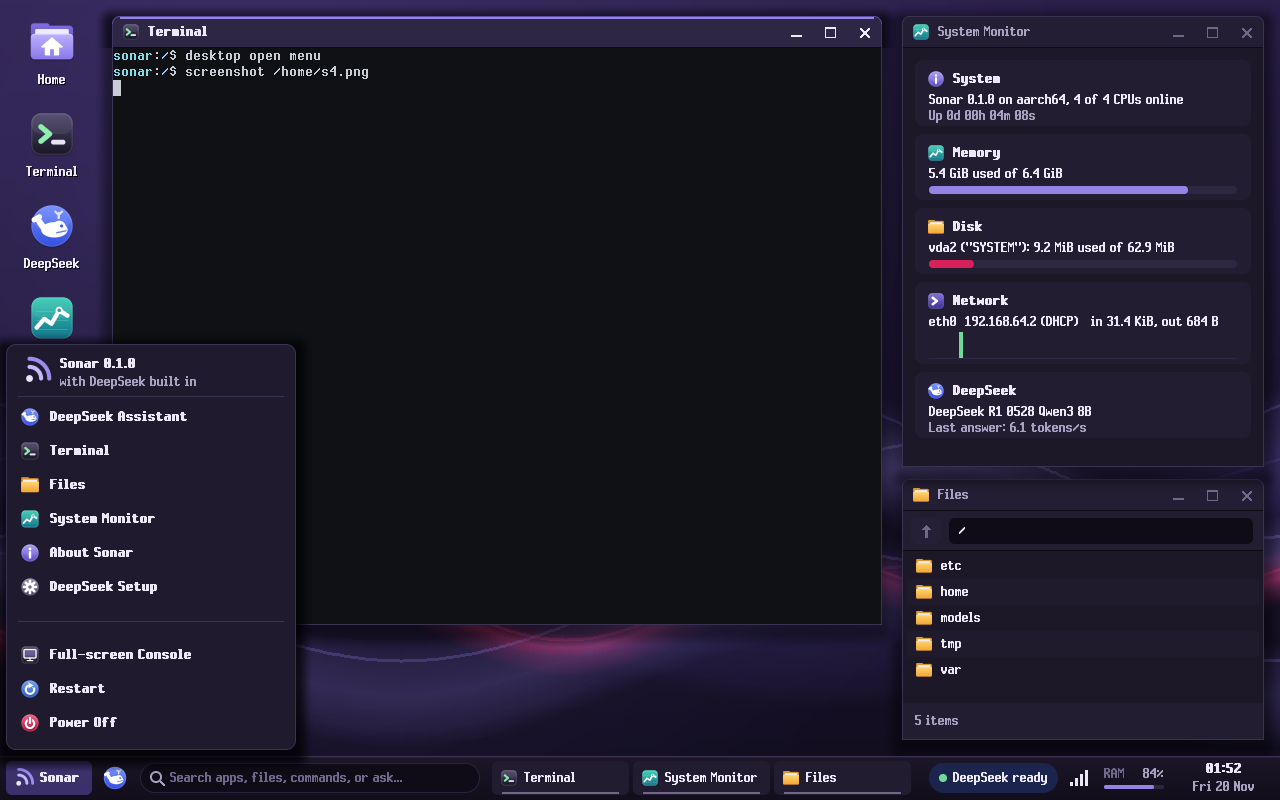 Home
Terminal
DeepSeek
Terminal
sonar:/$ desktop open menu
sonar:/$ screenshot /home/s4.png
System Monitor
System
Sonar 0.1.0 on aarch64, 4 of 4 CPUs online
Up 0d 00h 04m 08s
Memory
5.4 GiB used of 6.4 GiB
Disk
vda2 ("SYSTEM"): 9.2 MiB used of 62.9 MiB
Network
eth0 192.168.64.2 (DHCP) in 31.4 KiB, out 684 B
DeepSeek
DeepSeek R1 0528 Qwen3 8B
Last answer: 6.1 tokens/s
Files
/
etc
home
models
tmp
var
5 items
Sonar 0.1.0
with DeepSeek built in
DeepSeek Assistant
Terminal
Files
System Monitor
About Sonar
DeepSeek Setup
Full-screen Console
Restart
Power Off
Sonar
Search apps, files, commands, or ask...
Terminal
System Monitor
Files
DeepSeek ready
RAM 84%
01:52
Fri 20 Nov